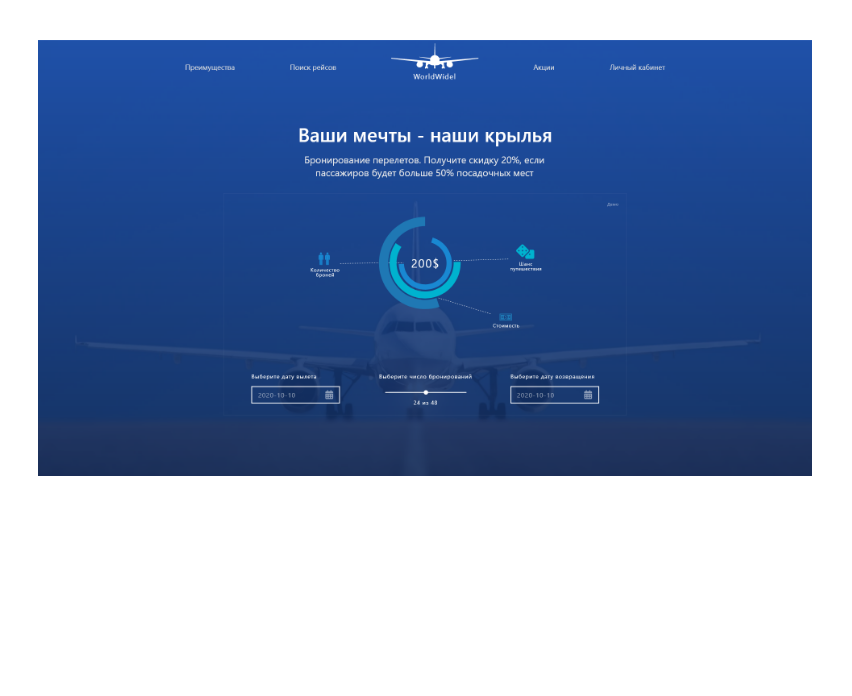 Преимущества
Поиск рейсов
WorldWidel
Акции
Личный кабинет
Ваши мечты - наши крылья
Бронирование перелетов. Получите скидку 20%, если
пассажиров будет больше 50% посадочных мест
200$
Количество
броней
Шанс
путешествия
Стоимость
Выберите дату вылета
Выберите число бронирований
Выберите дату возвращения
2020-10-10
24 из 48
2020-10-10